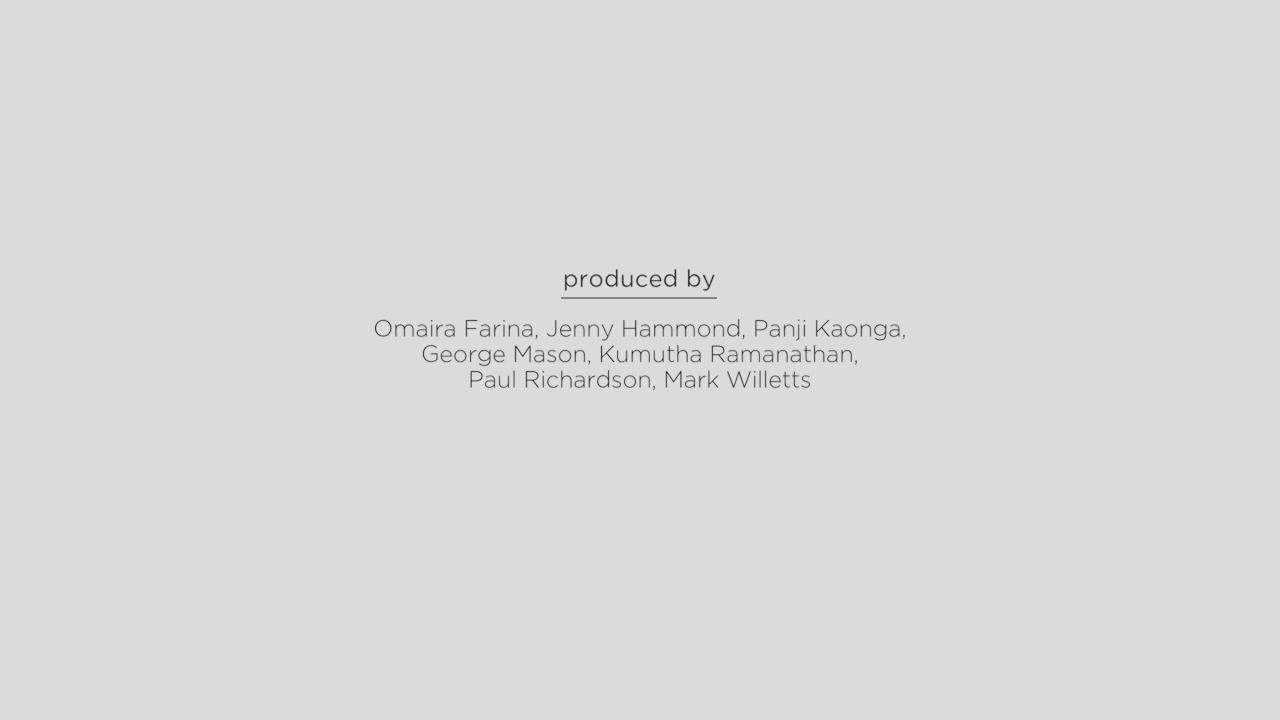 produced by
Omaira Farina, Jenny Hammond, Panji Kaonga,
George Mason, Kumutha Ramanathan,
Paul Richardson, Mark Willetts